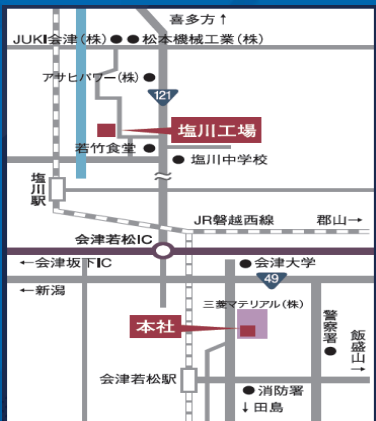 喜多方↑
JUKI会津(株)
松本機械工業(株)
アサヒパワー(株)
121
塩川工場
若竹食堂
塩川中学校
塩川駅
JR磐越西線
郡山→
会津若松IC
←会津坂下IC
会津大学
49
←新潟
三菱マテリアル(株)
本社
警察署
飯盛山→
会津若松駅
消防署
↓田島